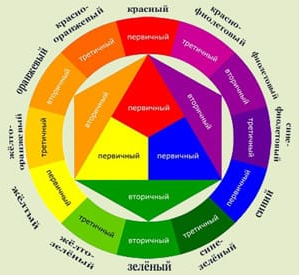 красный
красно-
фиолетовый
фиолетовый
сине-
фиолетовый
синий
сине-
зелёный
зелёный
жёлто-
зелёный
жёлтый
жёлто-
оранжевый
оранжевый
красно-
оранжевый
первичный
третичный
вторичный
третичный
первичный
третичный
вторичный
третичный
первичный
третичный
вторичный
третичный
вторичный
первичный
вторичный
первичный
первичный
вторичный